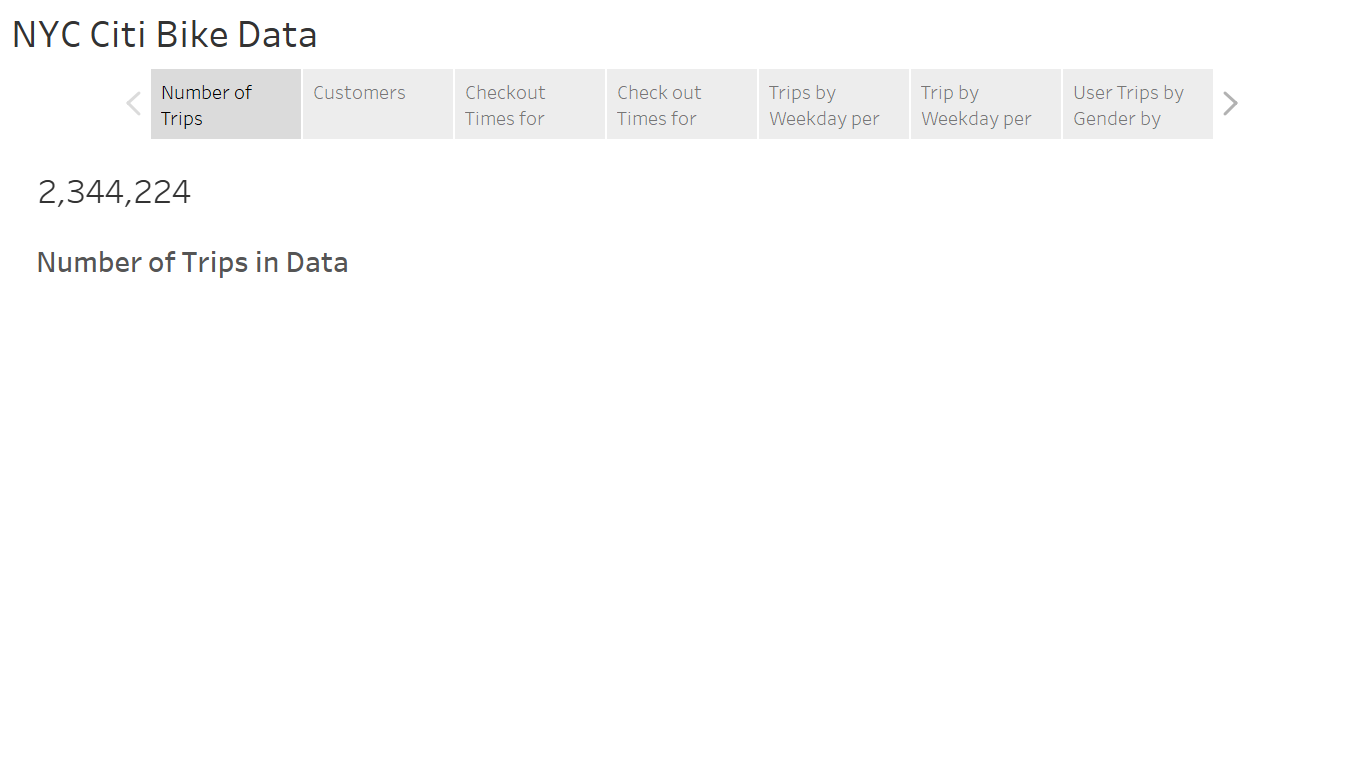 NYC Citi Bike Data
Number of
Trips
Customers
Checkout
Times for
Check out
Times for
Trips by
Weekday per
Trip by
Weekday per
User Trips by
Gender by
2,344,224
Number of Trips in Data